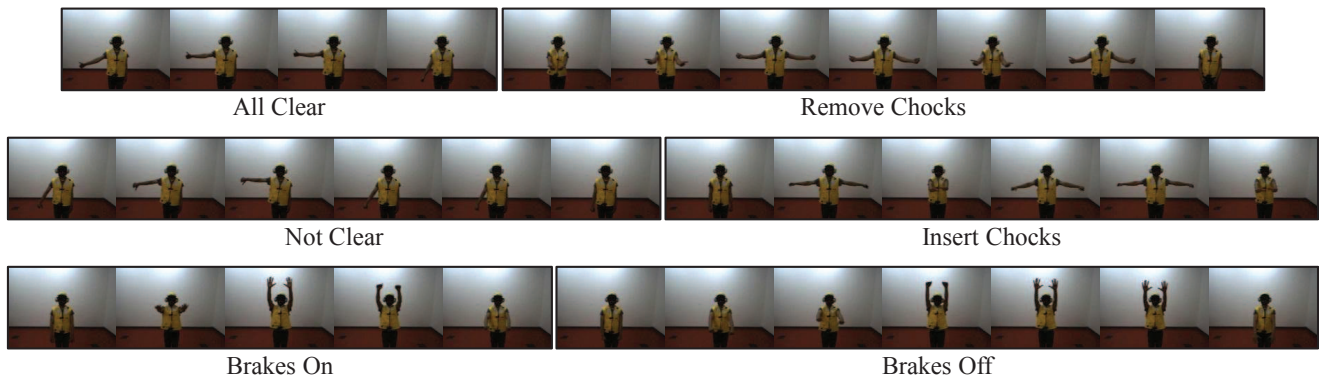 All Clear
Remove Chocks
Not Clear
Insert Chocks
Brakes On
Brakes Off